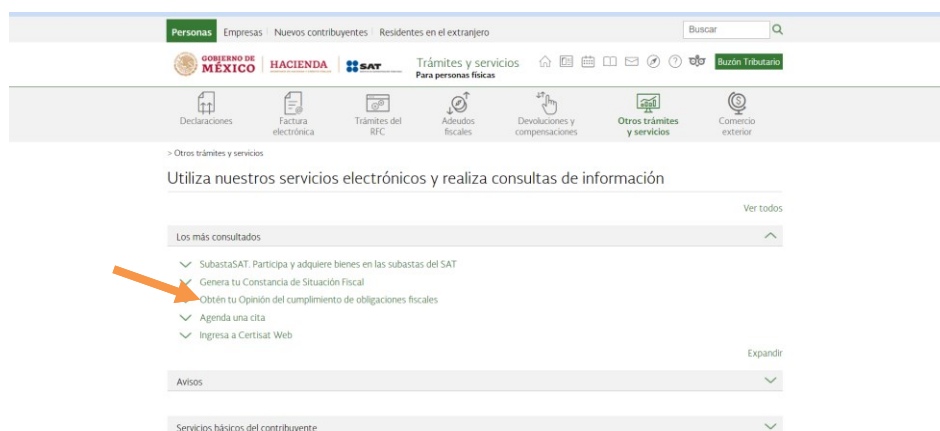 Personas Empresas Nuevos contribuyentes Residentes en el extranjero Buscar
GOBIERNO DE MÉXICO HACIENDA SAT Trámites y servicios Buzón Tributario
Para personas físicas
Declaraciones Factura electrónica Trámites del RFC Adeudos fiscales Devoluciones y compensaciones Otros trámites y servicios Comercio exterior
> Otros trámites y servicios
Utiliza nuestros servicios electrónicos y realiza consultas de información
Ver todos
Los más consultados
SubastaSAT. Participa y adquiere bienes en las subastas del SAT
Genera tu Constancia de Situación Fiscal
Obtén tu Opinión del cumplimiento de obligaciones fiscales
Agenda una cita
Ingresa a Certisat Web
Expandir
Avisos
Servicios básicos del contribuyente